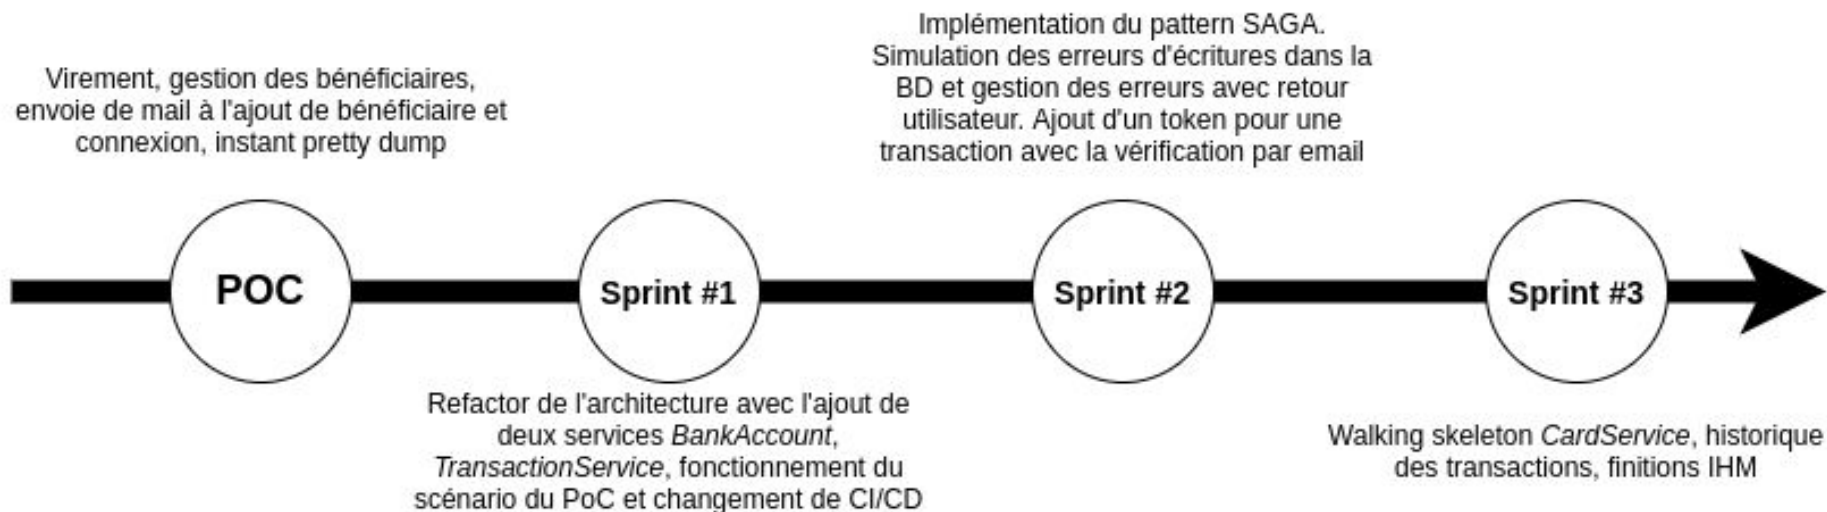 Virement, gestion des bénéficiaires,
envoie de mail à l'ajout de bénéficiaire et
connexion, instant pretty dump
Implémentation du pattern SAGA.
Simulation des erreurs d'écritures dans la
BD et gestion des erreurs avec retour
utilisateur. Ajout d'un token pour une
transaction avec la vérification par email
POC
Sprint #1
Sprint #2
Sprint #3
Refactor de l'architecture avec l'ajout de
deux services BankAccount,
TransactionService, fonctionnement du
scénario du PoC et changement de CI/CD
Walking skeleton CardService, historique
des transactions, finitions IHM